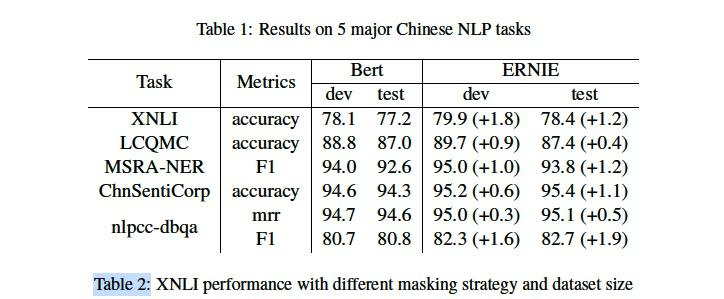 Table 1: Results on 5 major Chinese NLP tasks
Task Metrics Bert ERNIE
dev test dev test
XNLI accuracy 78.1 77.2 79.9 (+1.8) 78.4 (+1.2)
LCQMC accuracy 88.8 87.0 89.7 (+0.9) 87.4 (+0.4)
MSRA-NER F1 94.0 92.6 95.0 (+1.0) 93.8 (+1.2)
ChnSentiCorp accuracy 94.6 94.3 95.2 (+0.6) 95.4 (+1.1)
nlpcc-dbqa mrr 94.7 94.6 95.0 (+0.3) 95.1 (+0.5)
F1 80.7 80.8 82.3 (+1.6) 82.7 (+1.9)
Table 2: XNLI performance with different masking strategy and dataset size